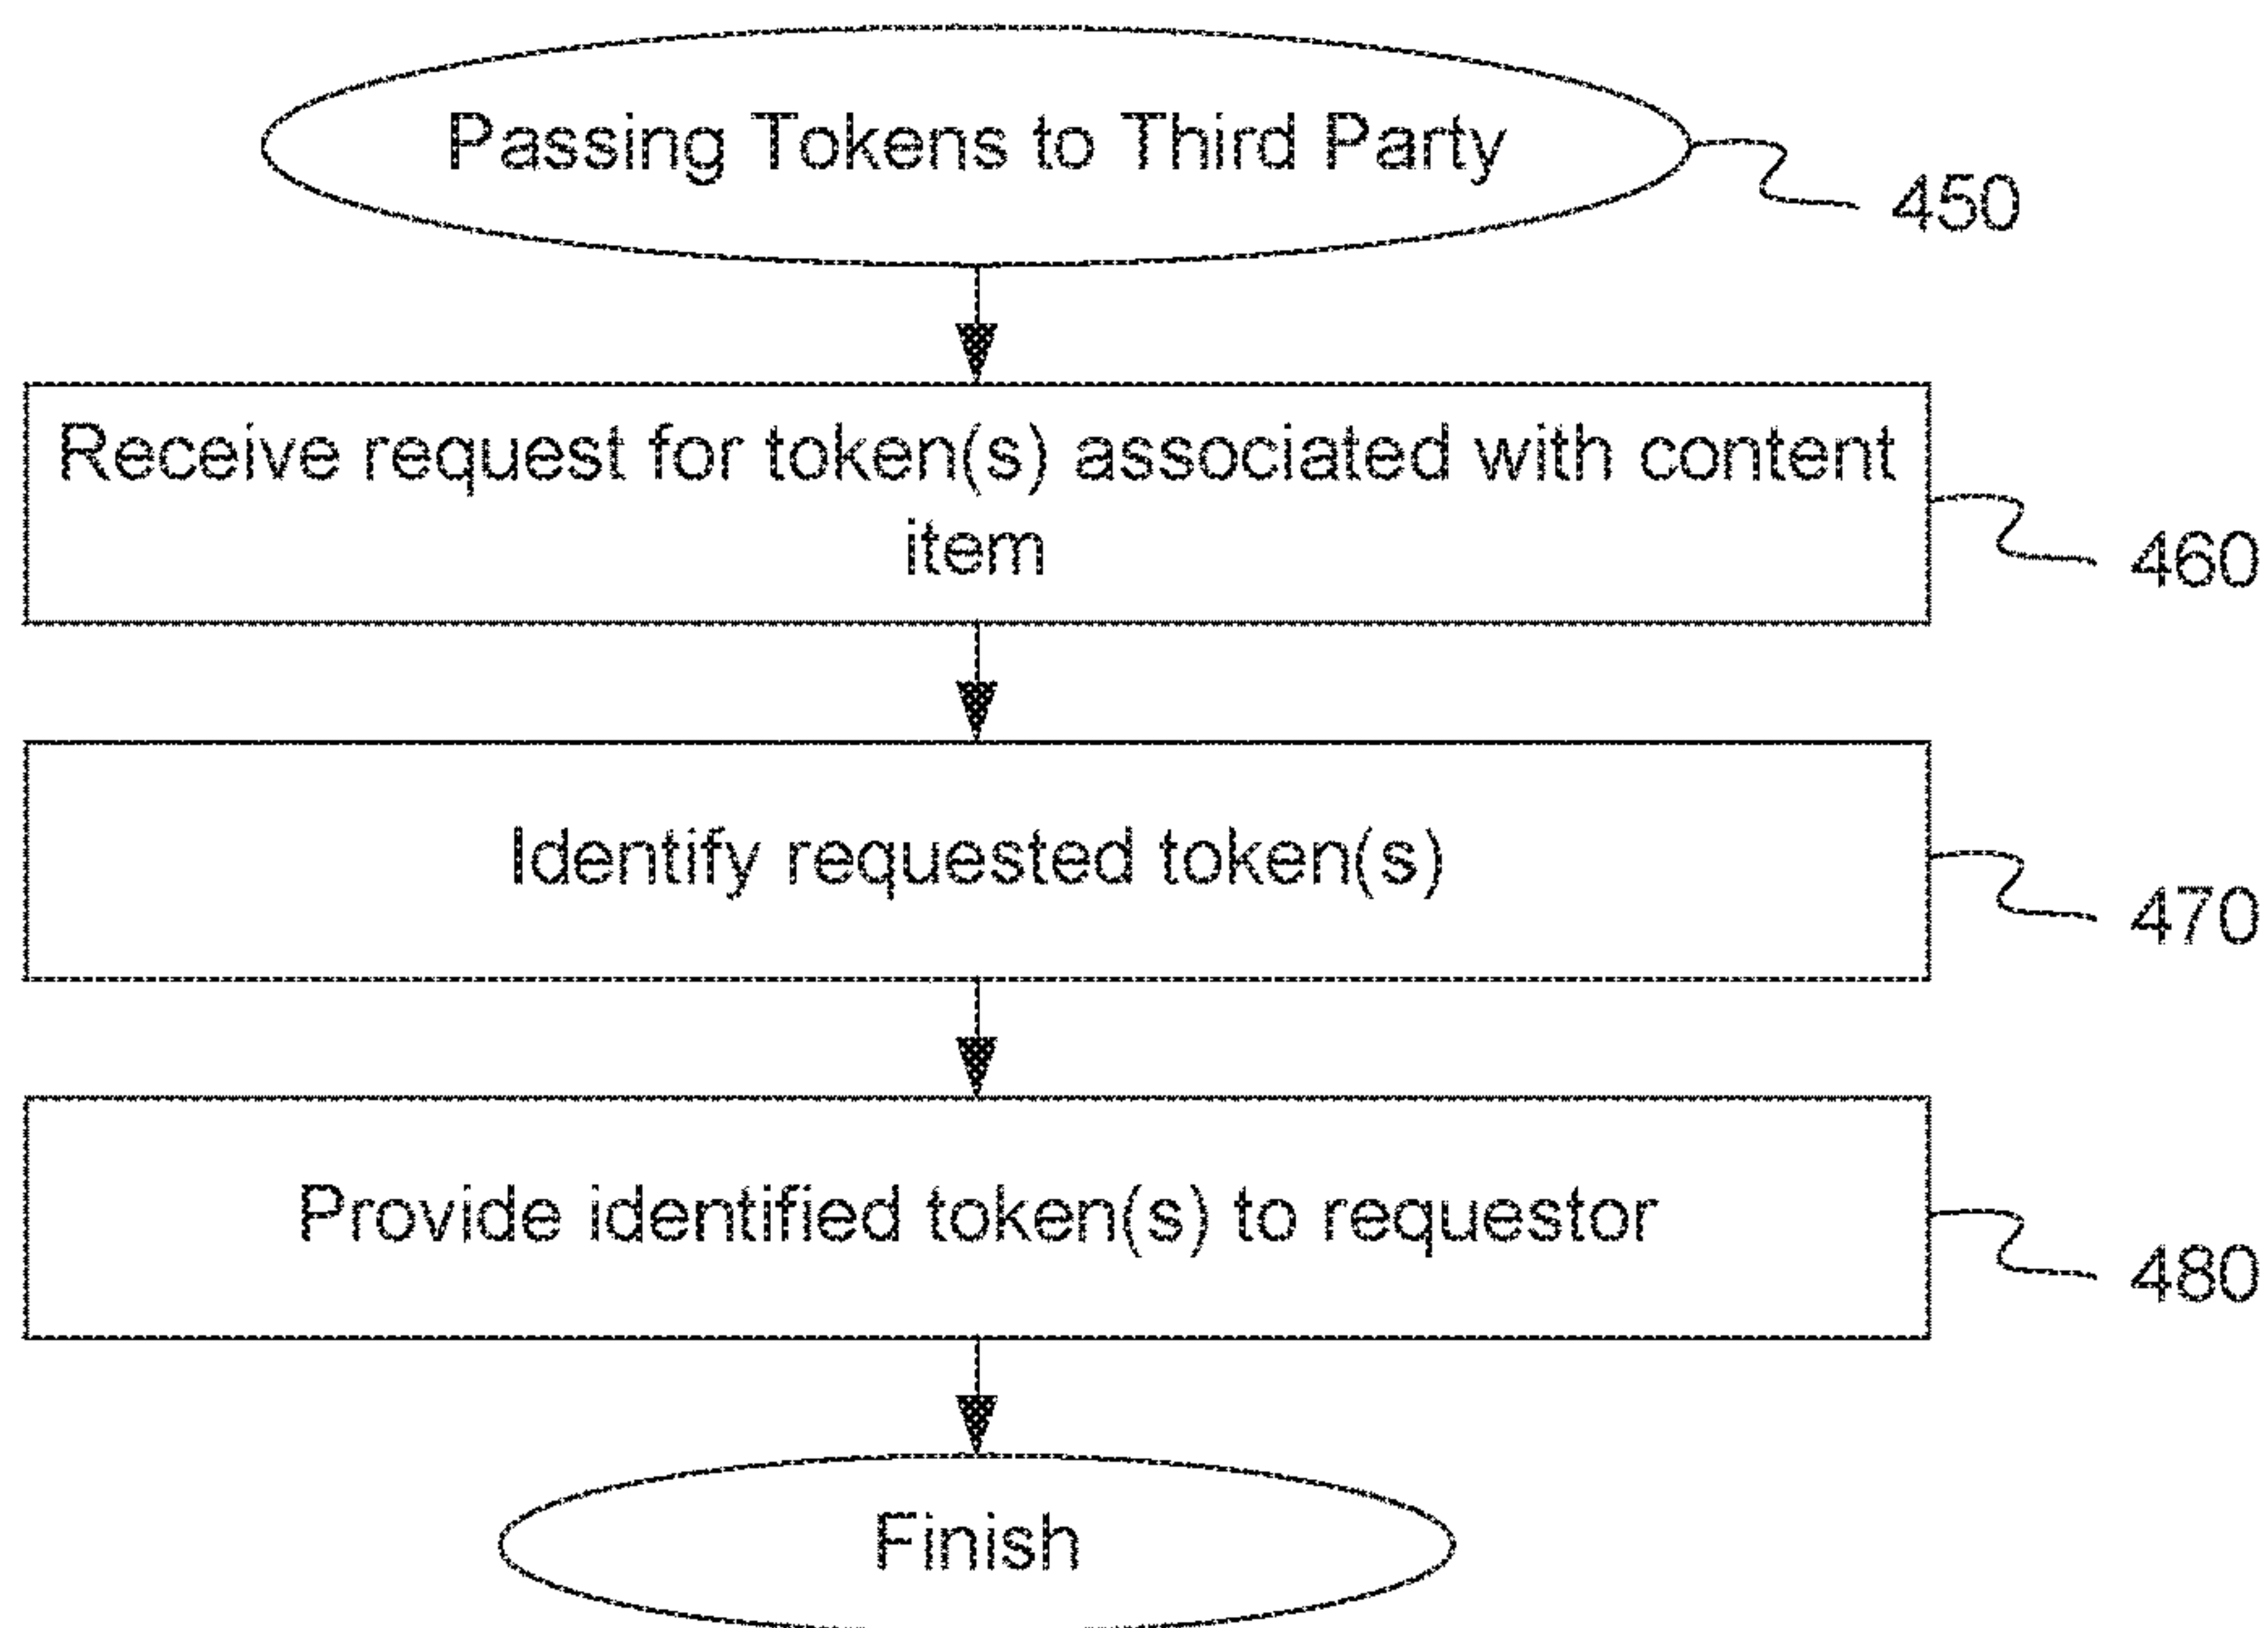 Passing Tokens to Third Party
450
Receive request for token(s) associated with content
item
460
Identify requested token(s)
470
Provide identified token(s) to requestor
480
Finish